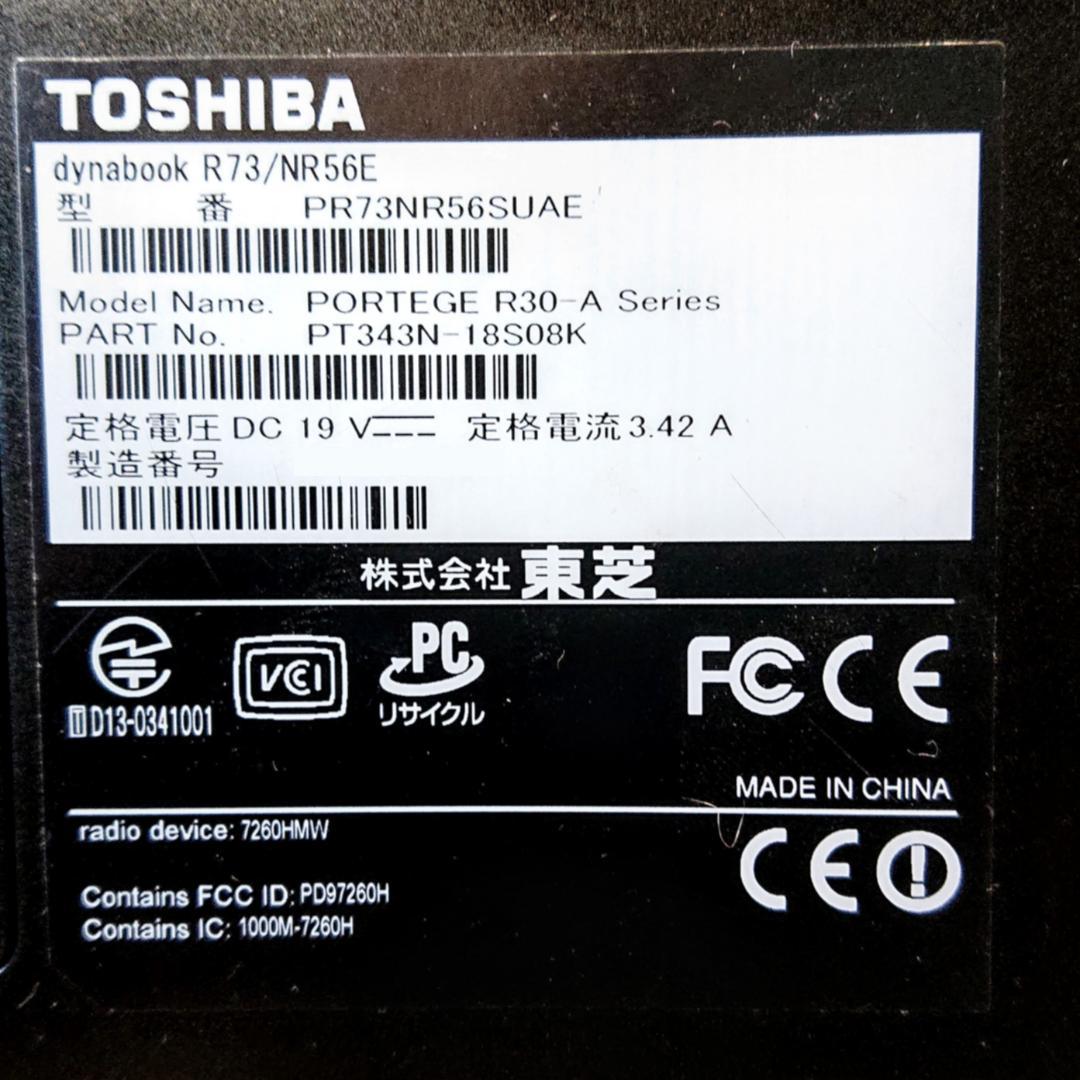 TOSHIBA
dynabook R73/NR56E
型 番 PR73NR56SUAE
Model Name. PORTEGE R30-A Series
PART No. PT343N-18S08K
定格電圧 DC 19 V 定格電流 3.42 A
製造番号
株式会社 東芝
VCCI
PC
リサイクル
FC CE
T D13-0341001
MADE IN CHINA
radio device: 7260HMW
CE !
Contains FCC ID: PD97260H
Contains IC: 1000M-7260H